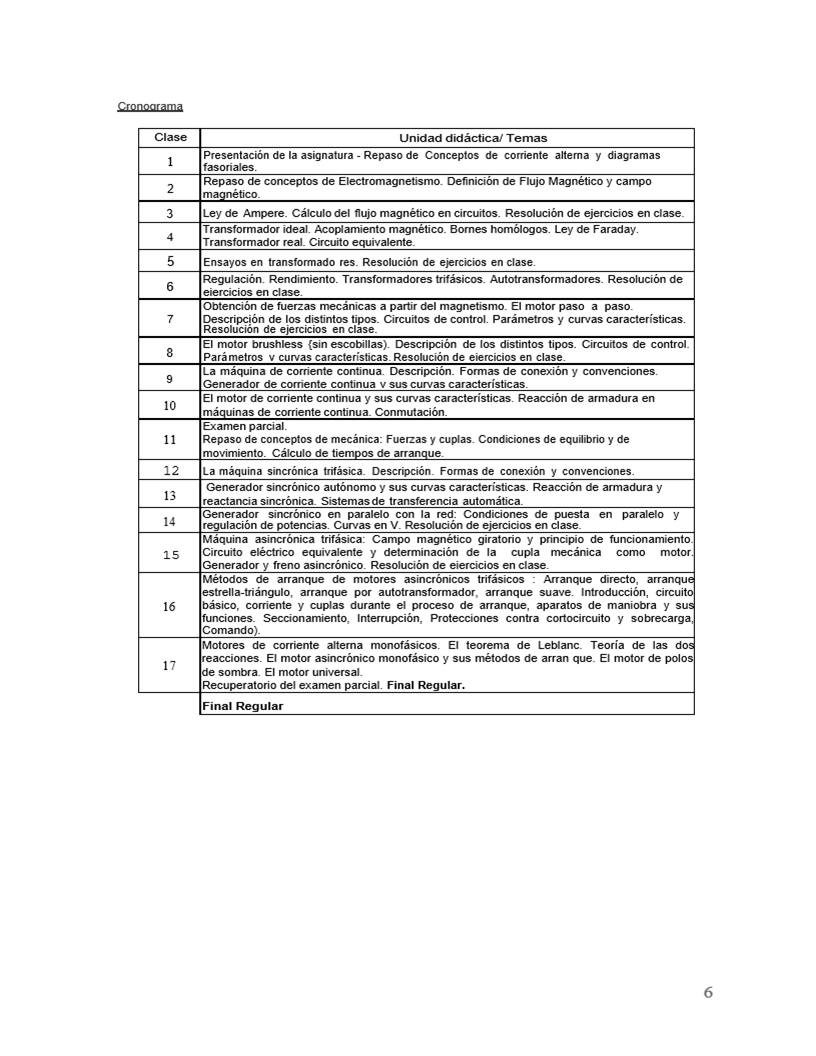 Cronograma
Clase Unidad didáctica/ Temas
1 Presentación de la asignatura - Repaso de Conceptos de corriente alterna y diagramas
fasoriales.
2 Repaso de conceptos de Electromagnetismo. Definición de Flujo Magnético y campo
magnético.
3 Ley de Ampere. Cálculo del flujo magnético en circuitos. Resolución de ejercicios en clase.
4 Transformador ideal. Acoplamiento magnético. Bornes homólogos. Ley de Faraday.
Transformador real. Circuito equivalente.
5 Ensayos en transformado res. Resolución de ejercicios en clase.
6 Regulación. Rendimiento. Transformadores trifásicos. Autotransformadores. Resolución de
ejercicios en clase.
7 Obtención de fuerzas mecánicas a partir del magnetismo. El motor paso a paso.
Descripción de los distintos tipos. Circuitos de control. Parámetros y curvas características.
Resolución de ejercicios en clase.
8 El motor brushless {sin escobillas). Descripción de los distintos tipos. Circuitos de control.
Parámetros y curvas características. Resolución de ejercicios en clase.
9 La máquina de corriente continua. Descripción. Formas de conexión y convenciones.
Generador de corriente continua y sus curvas características.
10 El motor de corriente continua y sus curvas características. Reacción de armadura en
máquinas de corriente continua. Conmutación.
11 Examen parcial.
Repaso de conceptos de mecánica: Fuerzas y cuplas. Condiciones de equilibrio y de
movimiento. Cálculo de tiempos de arranque.
12 La máquina sincrónica trifásica. Descripción. Formas de conexión y convenciones.
13 Generador sincrónico autónomo y sus curvas características. Reacción de armadura y
reactancia sincrónica. Sistemas de transferencia automática.
14 Generador sincrónico en paralelo con la red: Condiciones de puesta en paralelo y
regulación de potencias. Curvas en V. Resolución de ejercicios en clase.
15 Máquina asincrónica trifásica: Campo magnético giratorio y principio de funcionamiento.
Circuito eléctrico equivalente y determinación de la cupla mecánica como motor.
Generador y freno asincrónico. Resolución de ejercicios en clase.
16 Métodos de arranque de motores asincrónicos trifásicos : Arranque directo, arranque
estrella-triángulo, arranque por autotransformador, arranque suave. Introducción, circuito
básico, corriente y cuplas durante el proceso de arranque, aparatos de maniobra y sus
funciones. Seccionamiento, Interrupción, Protecciones contra cortocircuito y sobrecarga,
Comando).
17 Motores de corriente alterna monofásicos. El teorema de Leblanc. Teoría de las dos
reacciones. El motor asincrónico monofásico y sus métodos de arran que. El motor de polos
de sombra. El motor universal.
Recuperatorio del examen parcial. Final Regular.
Final Regular
6